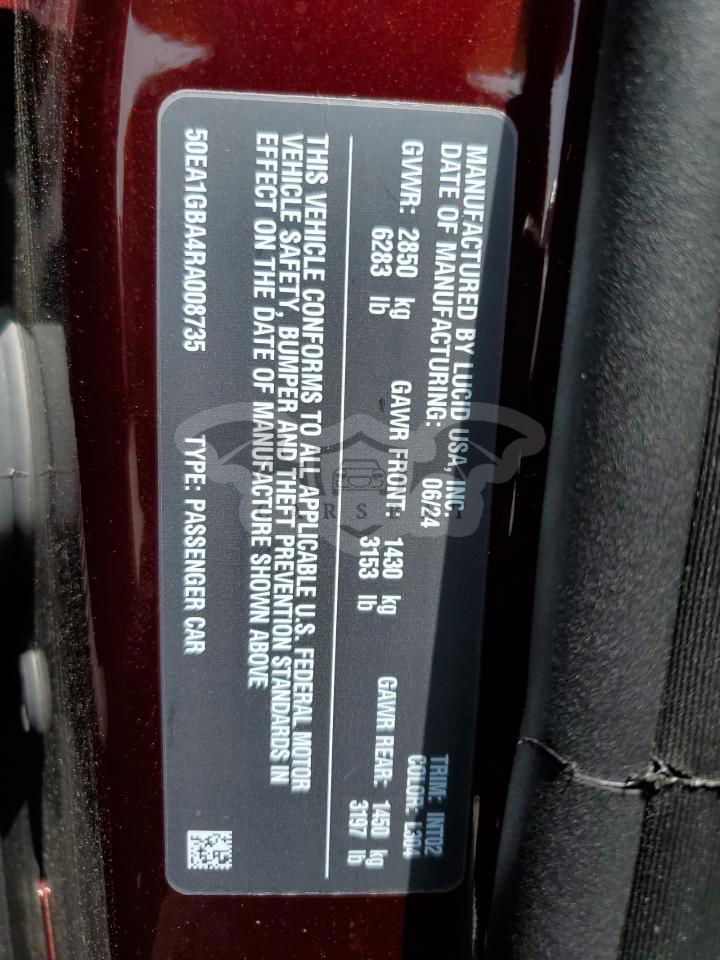 MANUFACTURED BY LUCID USA, INC.
DATE OF MANUFACTURING: 06/24
TRIM: INT02
COLOR: L304
GVWR: 2850 kg GAWR FRONT: 1430 kg GAWR REAR: 1450 kg
6283 lb 3153 lb 3197 lb
THIS VEHICLE CONFORMS TO ALL APPLICABLE U.S. FEDERAL MOTOR
VEHICLE SAFETY, BUMPER AND THEFT PREVENTION STANDARDS IN
EFFECT ON THE DATE OF MANUFACTURE SHOWN ABOVE
50EA1GBA4RA008735 TYPE: PASSENGER CAR